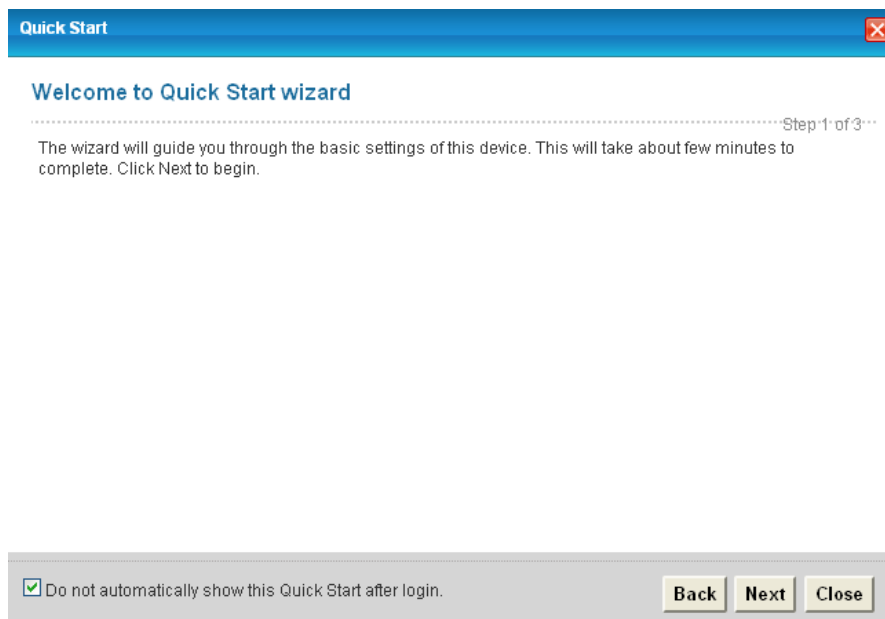 Quick Start
Welcome to Quick Start wizard
Step 1 of 3
The wizard will guide you through the basic settings of this device. This will take about few minutes to
complete. Click Next to begin.
Do not automatically show this Quick Start after login.
Back Next Close